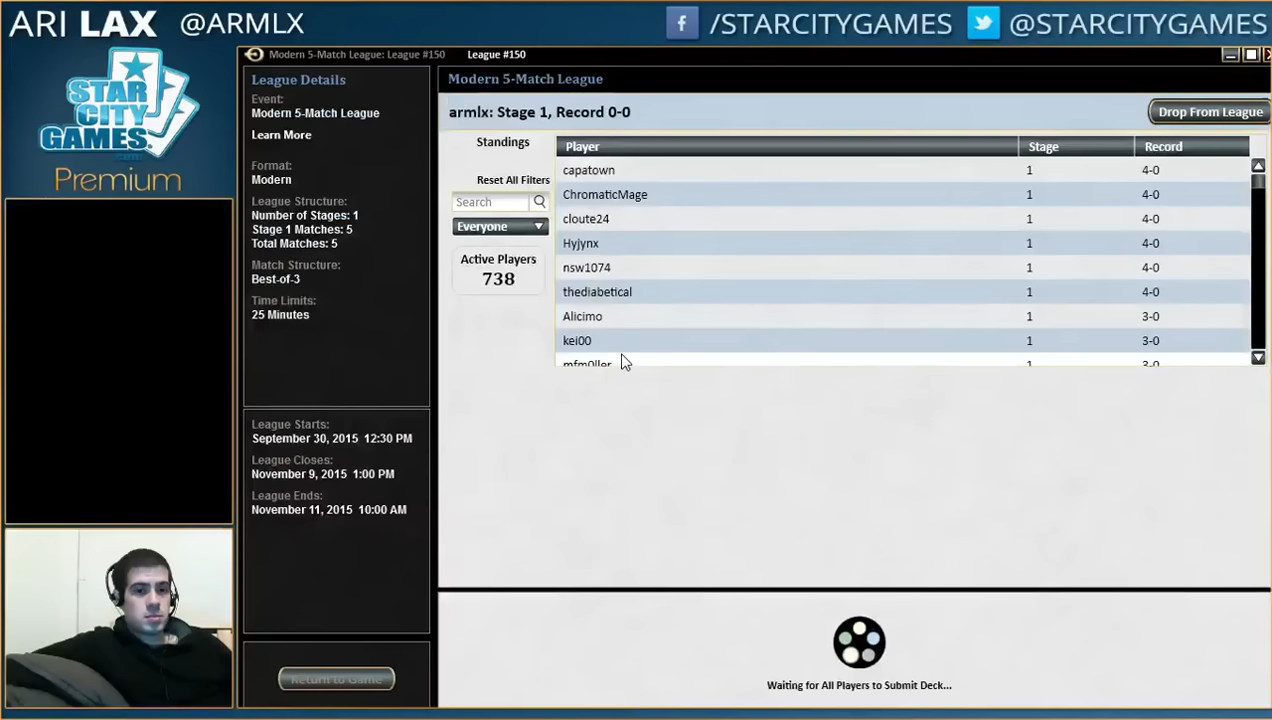 ARI LAX @ARMLX
f /STARCITYGAMES @STARCITYGAMES
STAR
CITY
GAMES
Premium
Modern 5-Match League: League #150 League #150
League Details
Event:
Modern 5-Match League
Learn More
Format:
Modern
League Structure:
Number of Stages: 1
Stage 1 Matches: 5
Total Matches: 5
Match Structure:
Best-of-3
Time Limits:
25 Minutes
League Starts:
September 30, 2015 12:30 PM
League Closes:
November 9, 2015 1:00 PM
League Ends:
November 11, 2015 10:00 AM
Return to Game
Modern 5-Match League
armlx: Stage 1, Record 0-0
Drop From League
Standings
Reset All Filters
Search
Everyone
Active Players
738
Player Stage Record
capatown 1 4-0
ChromaticMage 1 4-0
cloute24 1 4-0
Hyjynx 1 4-0
nsw1074 1 4-0
thediabetical 1 4-0
Alicimo 1 3-0
kei00 1 3-0
mfm0ller 1 3-0
Waiting for All Players to Submit Deck...